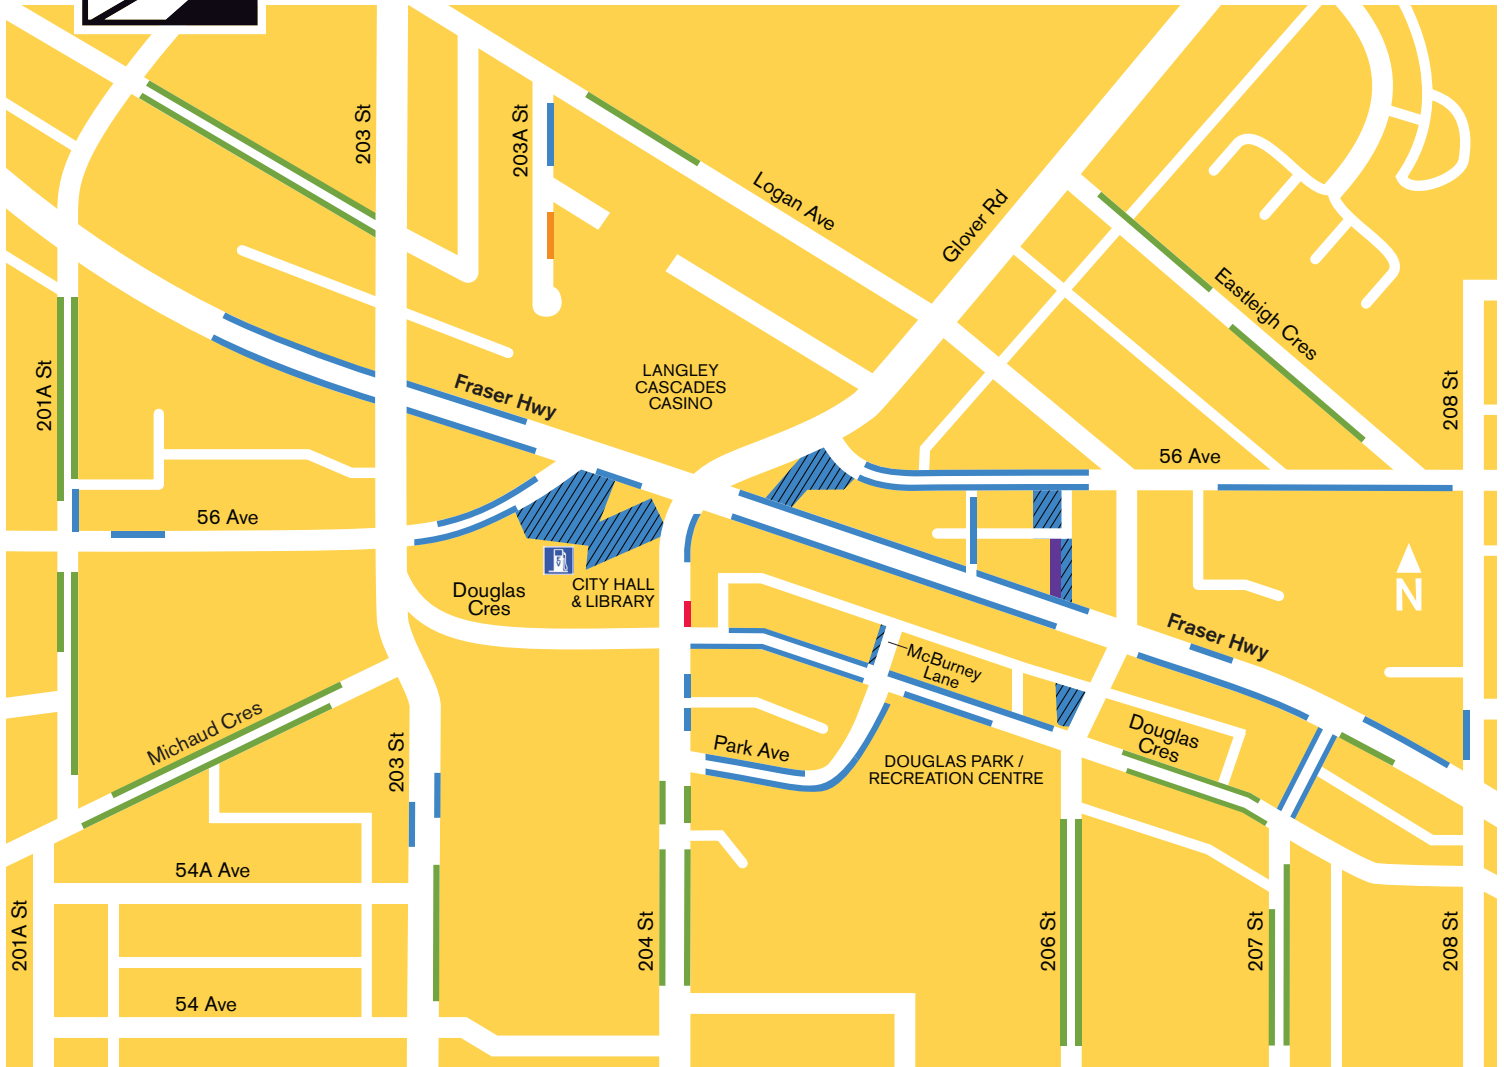 203 St
203A St
Logan Ave
Glover Rd
Eastleigh Cres
201A St
Fraser Hwy
LANGLEY
CASCADES
CASINO
208 St
56 Ave
56 Ave
Douglas
Cres
CITY HALL
& LIBRARY
N
Fraser Hwy
McBurney
Lane
Michaud Cres
203 St
Park Ave
Douglas
Cres
DOUGLAS PARK /
RECREATION CENTRE
54A Ave
201A St
204 St
206 St
207 St
208 St
54 Ave